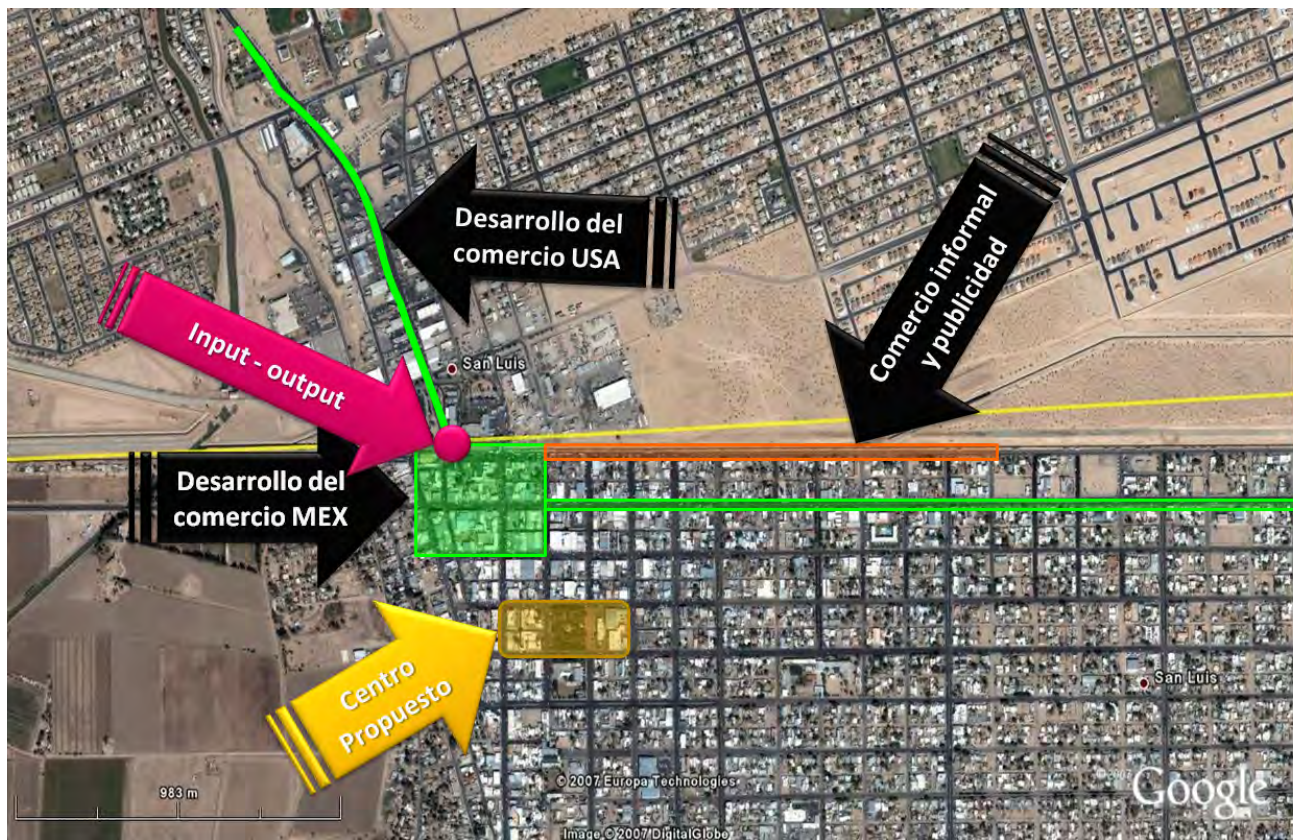 Desarrollo del
comercio USA
Comercio informal
y publicidad
Input - output
San Luis
Desarrollo del
comercio MEX
Centro
Propuesto
San Luis
© 2007 Europa Technologies
© 2007 Google
983 m
Image © 2007 DigitalGlobe